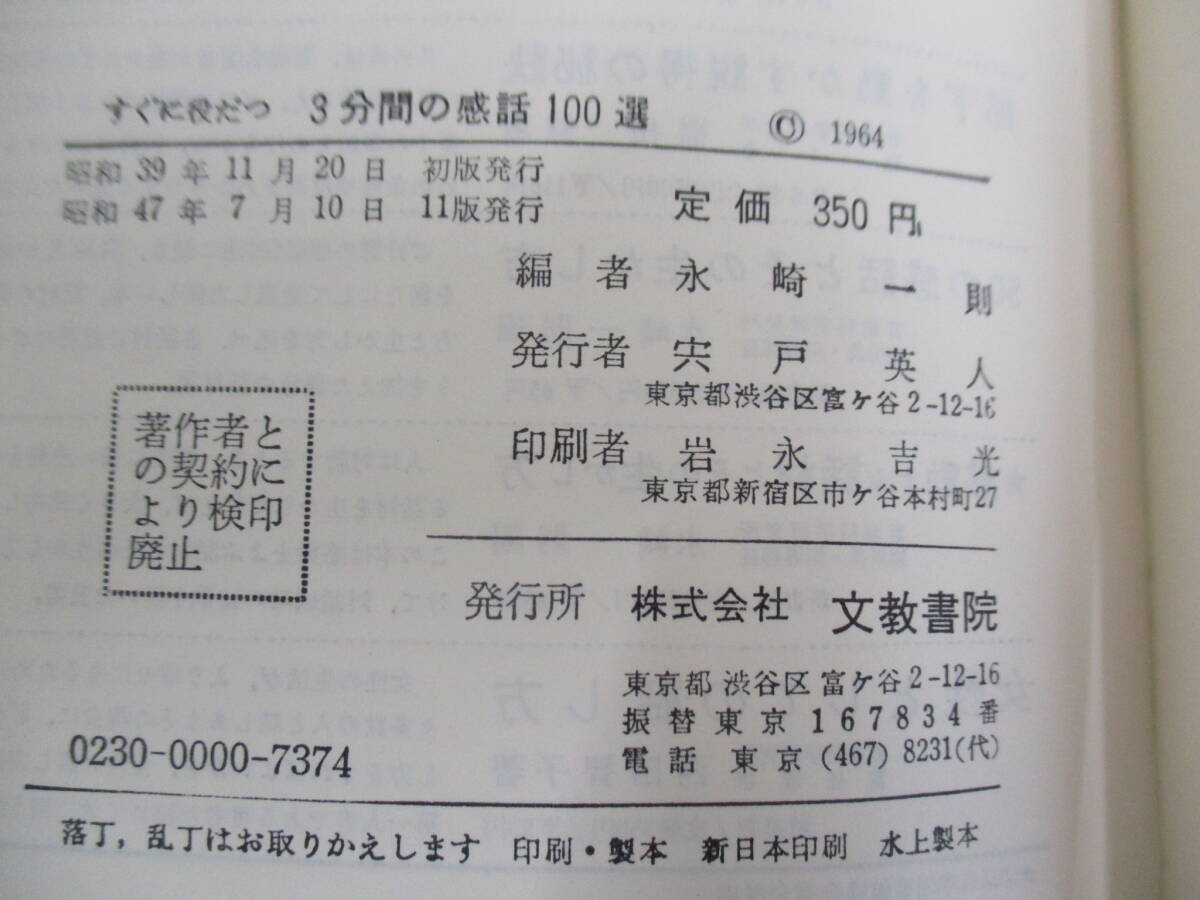 すぐに役だつ 3分間の感話100選 © 1964
昭和39年11月20日 初版発行
昭和47年7月10日 11版発行
定価 350円
編者 永崎一則
発行者 宍戸英人
東京都渋谷区富ケ谷2-12-16
印刷者 岩永吉光
東京都新宿区市ケ谷本村町27
著作者と
の契約に
より検印
廃止
発行所 株式会社 文教書院
東京都渋谷区富ケ谷2-12-16
振替東京167834番
電話 東京(467)8231(代)
0230-0000-7374
落丁,乱丁はお取りかえします 印刷・製本 新日本印刷 水上製本